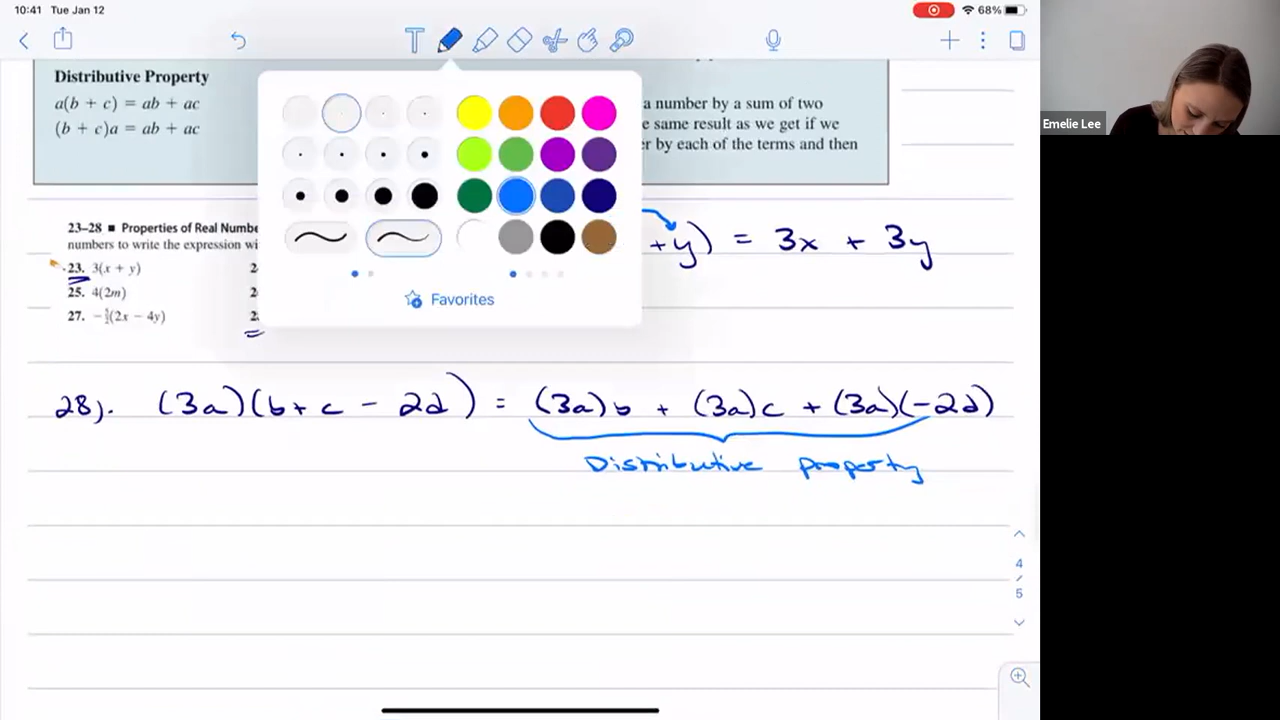 10:41 Tue Jan 12
68%
T
Distributive Property
a(b + c) = ab + ac
(b + c)a = ab + ac
a number by a sum of two
e same result as we get if we
by each of the terms and then
Emelie Lee
23–28 ■ Properties of Real Numbe
numbers to write the expression wi
23. 3(x + y)
25. 4(2m)
27. −(2x − 4y)
Favorites
+y) = 3x + 3y
28). (3a)(b+c - 2d) = (3a)b + (3a)c + (3a)(-2d)
Distributive property
4
5